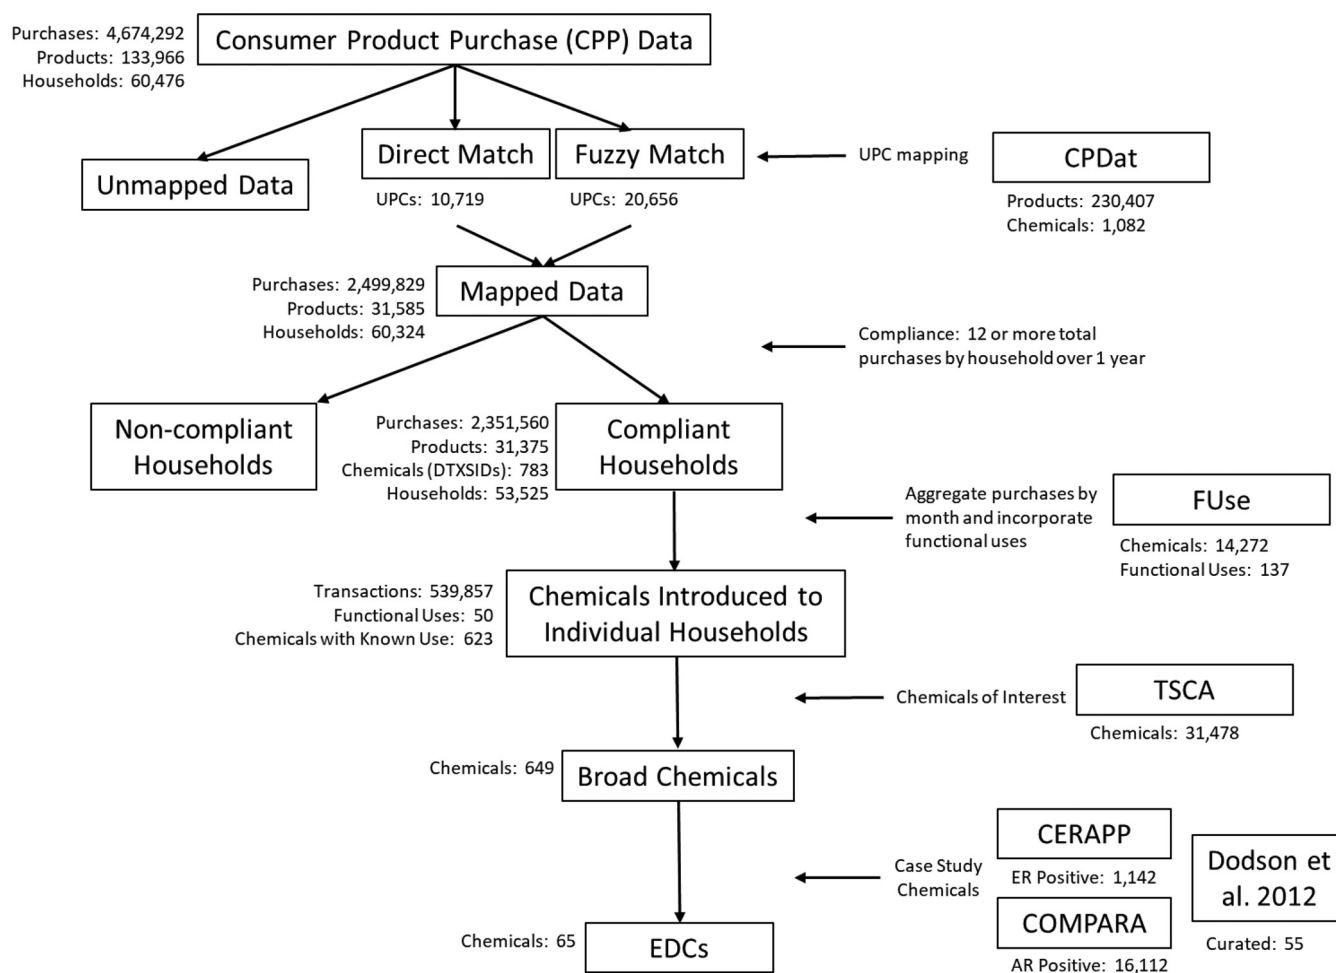 Purchases: 4,674,292
Products: 133,966
Households: 60,476
Consumer Product Purchase (CPP) Data
Unmapped Data
Direct Match
UPCs: 10,719
Fuzzy Match
UPCs: 20,656
UPC mapping
CPDat
Products: 230,407
Chemicals: 1,082
Purchases: 2,499,829
Products: 31,585
Households: 60,324
Mapped Data
Compliance: 12 or more total
purchases by household over 1 year
Non-compliant
Households
Purchases: 2,351,560
Products: 31,375
Chemicals (DTXSIDs): 783
Households: 53,525
Compliant
Households
Aggregate purchases by
month and incorporate
functional uses
FUse
Chemicals: 14,272
Functional Uses: 137
Transactions: 539,857
Functional Uses: 50
Chemicals with Known Use: 623
Chemicals Introduced to
Individual Households
Chemicals of Interest
TSCA
Chemicals: 31,478
Chemicals: 649
Broad Chemicals
Case Study
Chemicals
CERAPP
ER Positive: 1,142
COMPARA
AR Positive: 16,112
Dodson et
al. 2012
Curated: 55
Chemicals: 65
EDCs